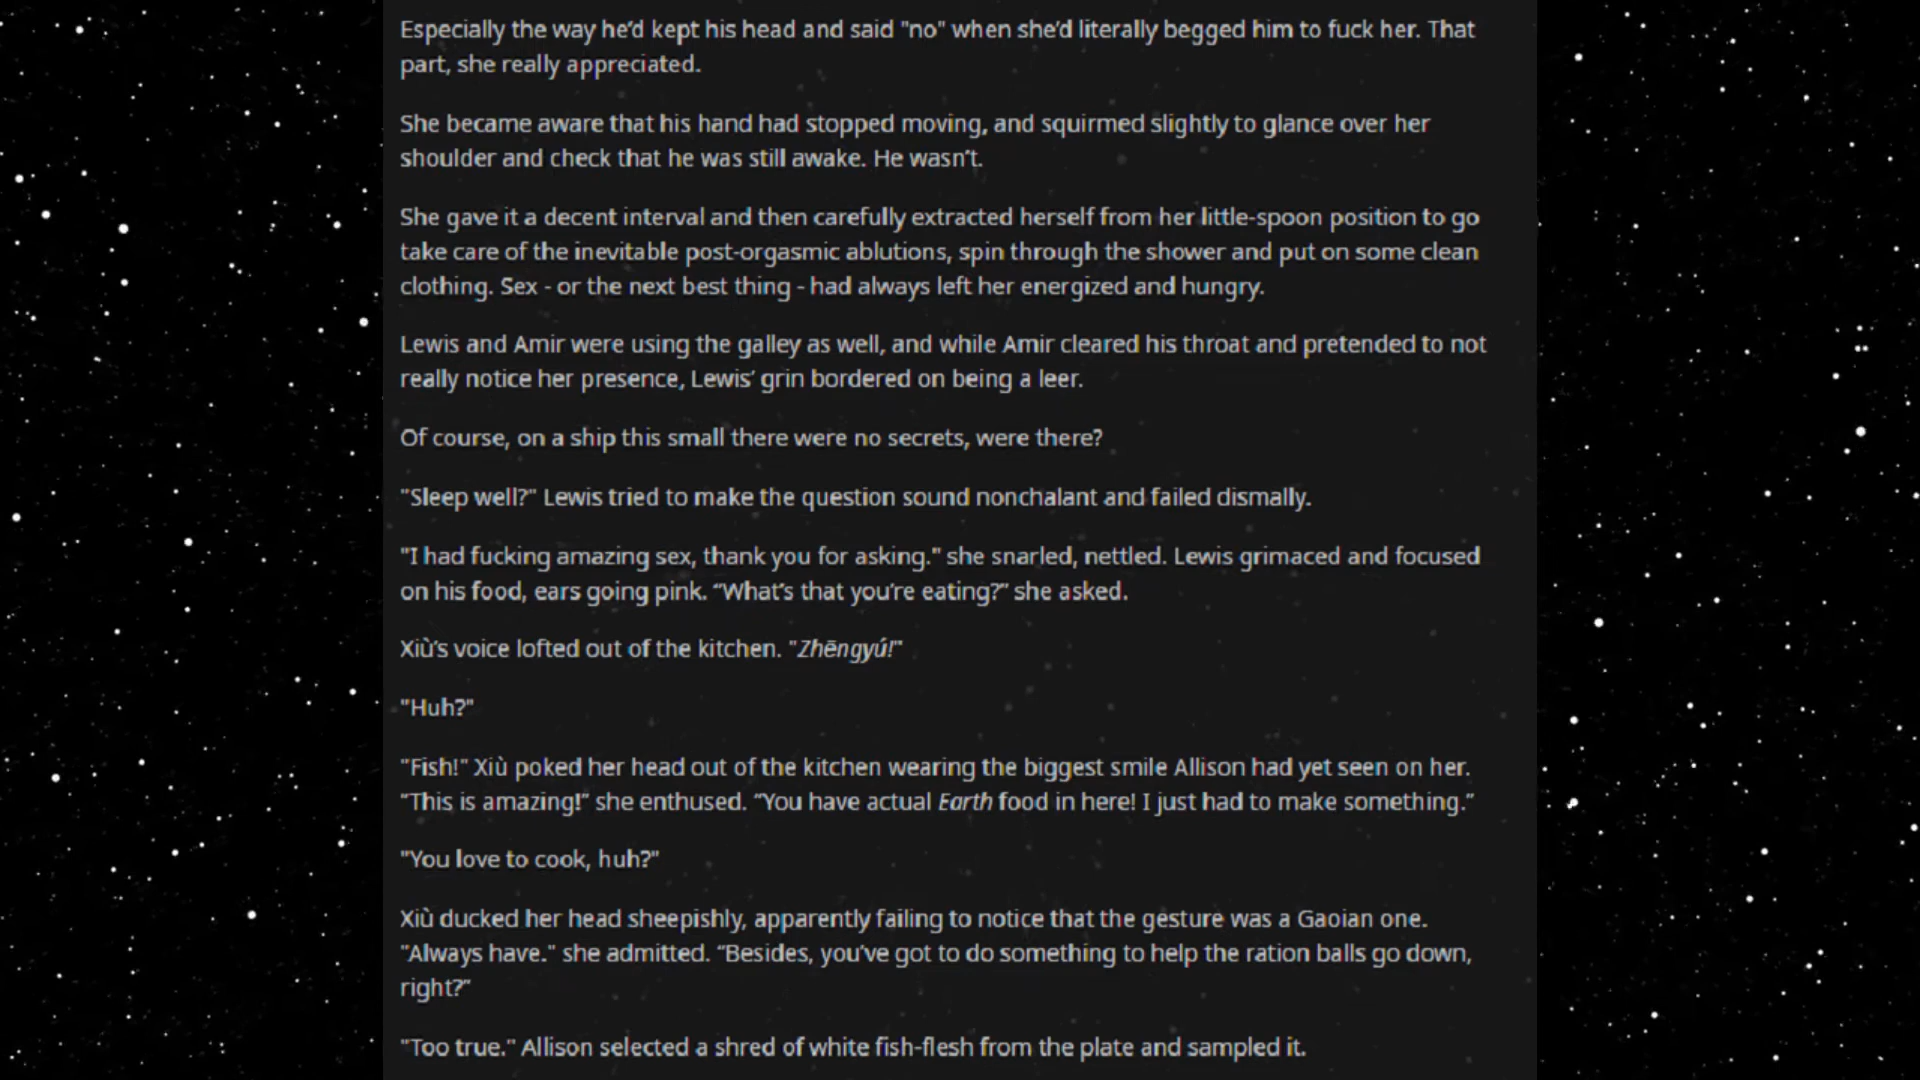 Especially the way he’d kept his head and said "no" when she’d literally begged him to fuck her. That
part, she really appreciated.
She became aware that his hand had stopped moving, and squirmed slightly to glance over her
shoulder and check that he was still awake. He wasn’t.
She gave it a decent interval and then carefully extracted herself from her little-spoon position to go
take care of the inevitable post-orgasmic ablutions, spin through the shower and put on some clean
clothing. Sex - or the next best thing - had always left her energized and hungry.
Lewis and Amir were using the galley as well, and while Amir cleared his throat and pretended to not
really notice her presence, Lewis’ grin bordered on being a leer.
Of course, on a ship this small there were no secrets, were there?
"Sleep well?" Lewis tried to make the question sound nonchalant and failed dismally.
"I had fucking amazing sex, thank you for asking." she snarled, nettled. Lewis grimaced and focused
on his food, ears going pink. “What’s that you’re eating?” she asked.
Xiù’s voice lofted out of the kitchen. "Zhēngyú!"
"Huh?"
"Fish!" Xiù poked her head out of the kitchen wearing the biggest smile Allison had yet seen on her.
“This is amazing!” she enthused. “You have actual Earth food in here! I just had to make something.”
"You love to cook, huh?"
Xiù ducked her head sheepishly, apparently failing to notice that the gesture was a Gaoian one.
"Always have." she admitted. “Besides, you’ve got to do something to help the ration balls go down,
right?”
"Too true." Allison selected a shred of white fish-flesh from the plate and sampled it.